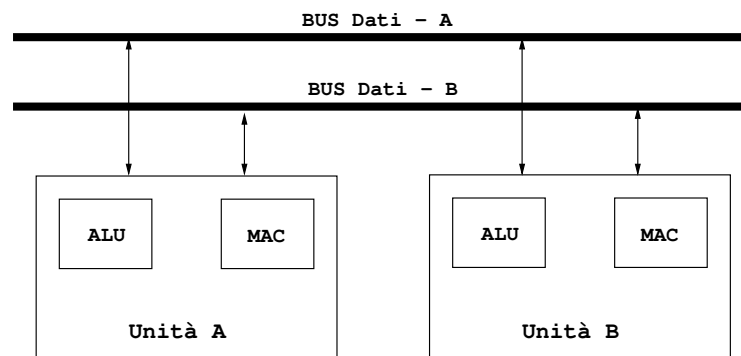 BUS Dati – A
BUS Dati – B
ALU
MAC
ALU
MAC
Unità A
Unità B